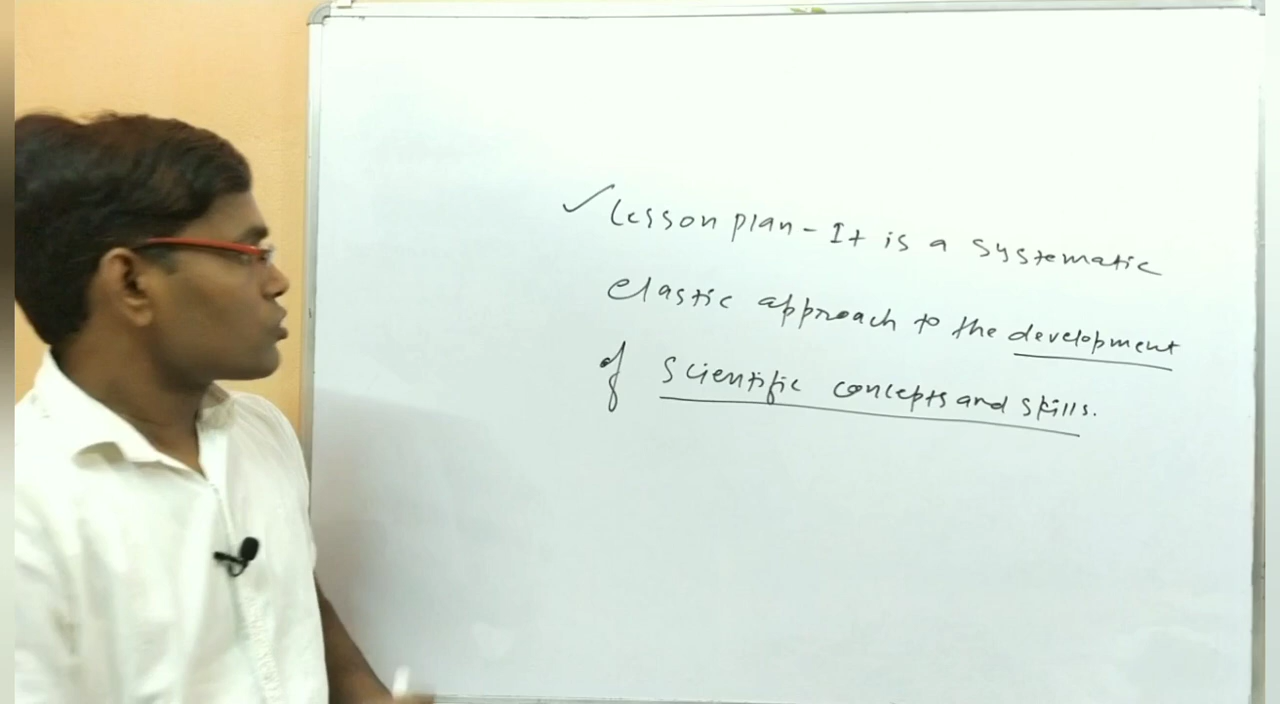 ✓ Lesson plan - It is a systematic
elastic approach to the development
of scientific concepts and skills.